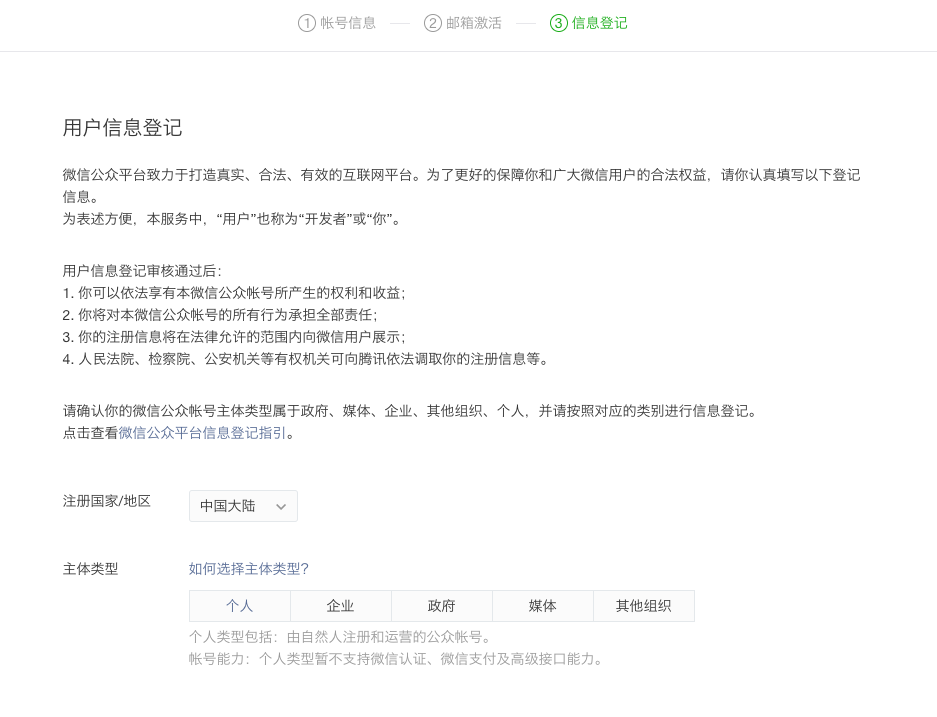 ① 帐号信息 ② 邮箱激活 ③ 信息登记
用户信息登记
微信公众平台致力于打造真实、合法、有效的互联网平台。为了更好的保障你和广大微信用户的合法权益，请你认真填写以下登记
信息。
为表述方便，本服务中，“用户”也称为“开发者”或“你”。
用户信息登记审核通过后：
1. 你可以依法享有本微信公众帐号所产生的权利和收益；
2. 你将对本微信公众帐号的所有行为承担全部责任；
3. 你的注册信息将在法律允许的范围内向微信用户展示；
4. 人民法院、检察院、公安机关等有权机关可向腾讯依法调取你的注册信息等。
请确认你的微信公众帐号主体类型属于政府、媒体、企业、其他组织、个人，并请按照对应的类别进行信息登记。
点击查看微信公众平台信息登记指引。
注册国家/地区 中国大陆
主体类型 如何选择主体类型？
个人 企业 政府 媒体 其他组织
个人类型包括：由自然人注册和运营的公众帐号。
帐号能力：个人类型暂不支持微信认证、微信支付及高级接口能力。